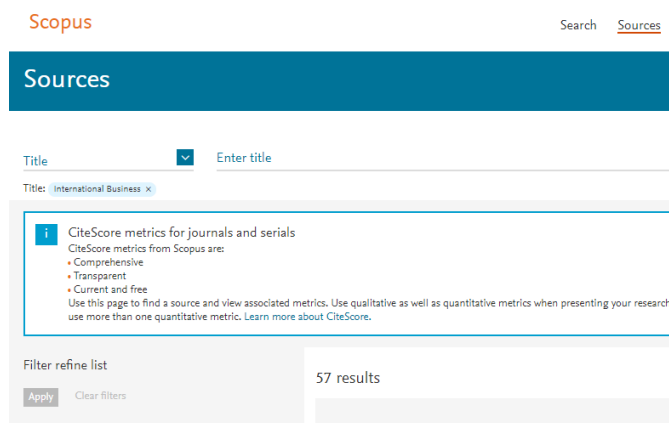 Scopus
Search Sources
Sources
Title
Enter title
Title: International Business ×
i CiteScore metrics for journals and serials
CiteScore metrics from Scopus are:
• Comprehensive
• Transparent
• Current and free
Use this page to find a source and view associated metrics. Use qualitative as well as quantitative metrics when presenting your research
use more than one quantitative metric. Learn more about CiteScore.
Filter refine list
57 results
Apply Clear filters